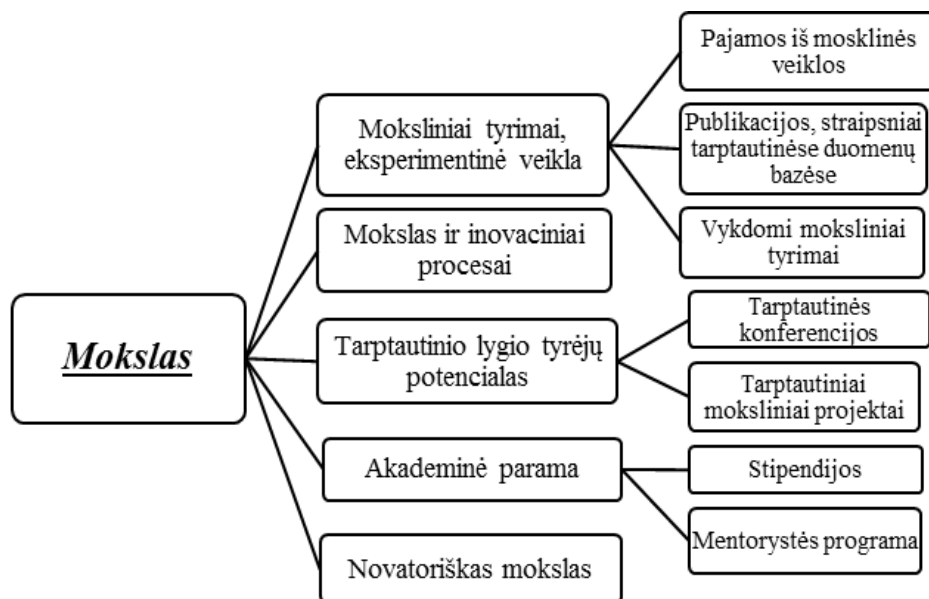 Mokslas
Moksliniai tyrimai,
eksperimentinė veikla
Pajamos iš mosklinės
veiklos
Publikacijos, straipsniai
tarptautinėse duomenų
bazėse
Vykdomi moksliniai
tyrimai
Mokslas ir inovaciniai
procesai
Tarptautinio lygio tyrėjų
potencialas
Tarptautinės
konferencijos
Tarptautiniai
moksliniai projektai
Akademinė parama
Stipendijos
Mentorystės programa
Novatoriškas mokslas